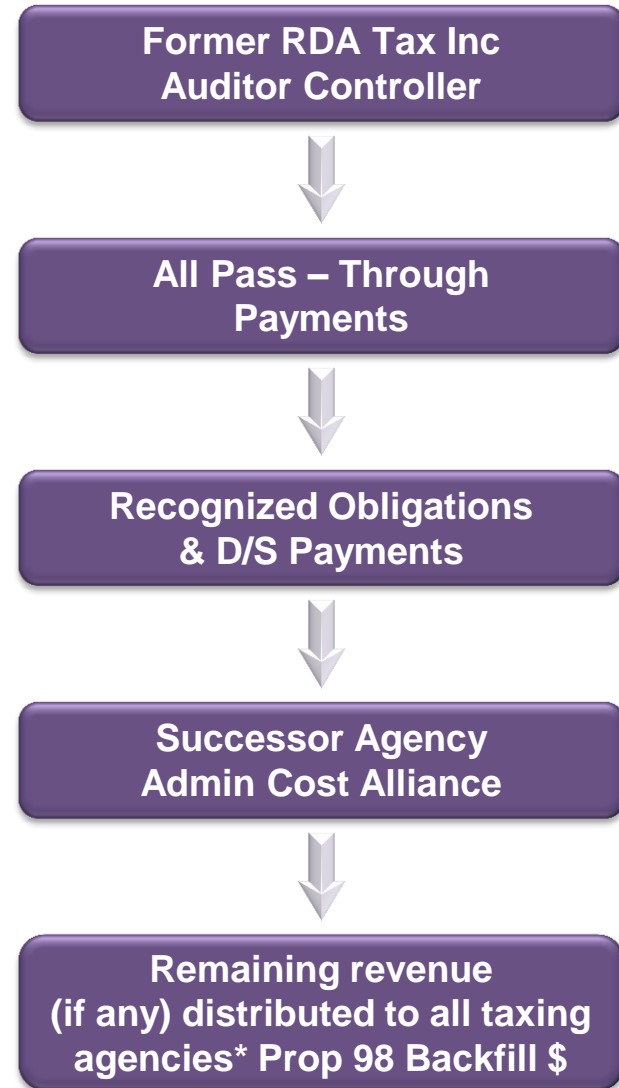 Former RDA Tax Inc
Auditor Controller
All Pass – Through
Payments
Recognized Obligations
& D/S Payments
Successor Agency
Admin Cost Alliance
Remaining revenue
(if any) distributed to all taxing
agencies* Prop 98 Backfill $